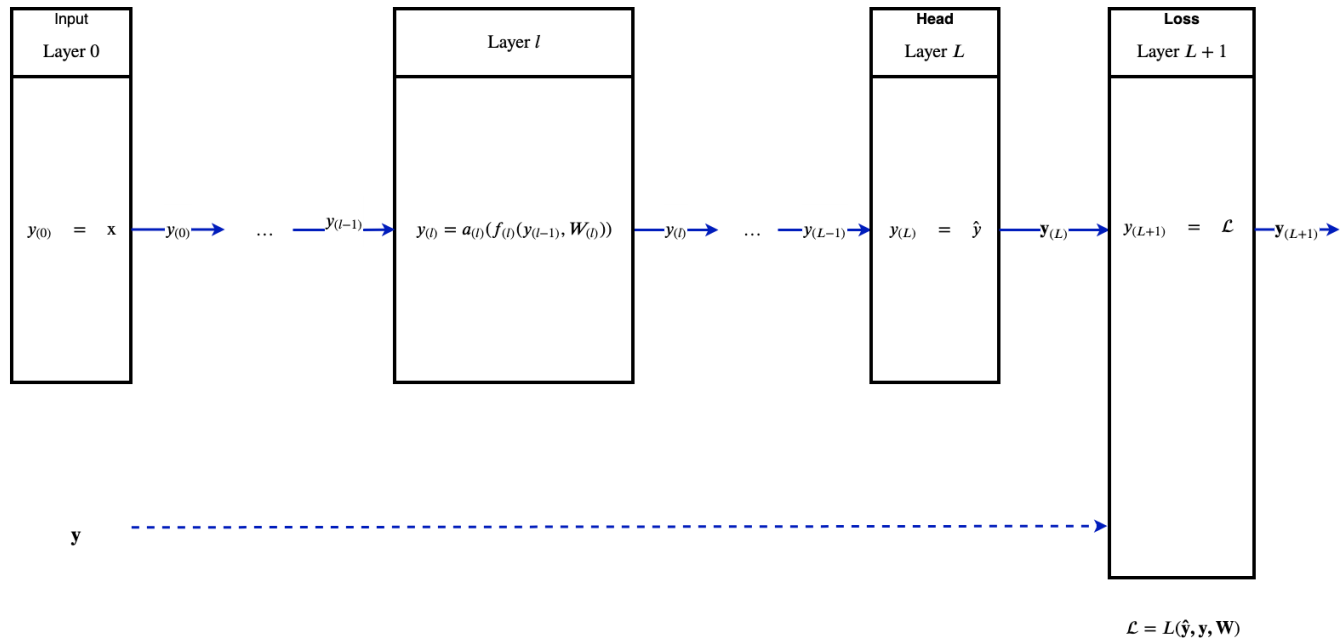 Input
Layer 0
Layer l
Head
Layer L
Loss
Layer L + 1
y(0) = x
y(0)
…
y(l−1)
y(l) = a(l)(f(l)(y(l−1), W(l)))
y(l)
…
y(L−1)
y(L) = ŷ
y(L)
y(L+1) = ℒ
y(L+1)
y
ℒ = L(ŷ, y, W)